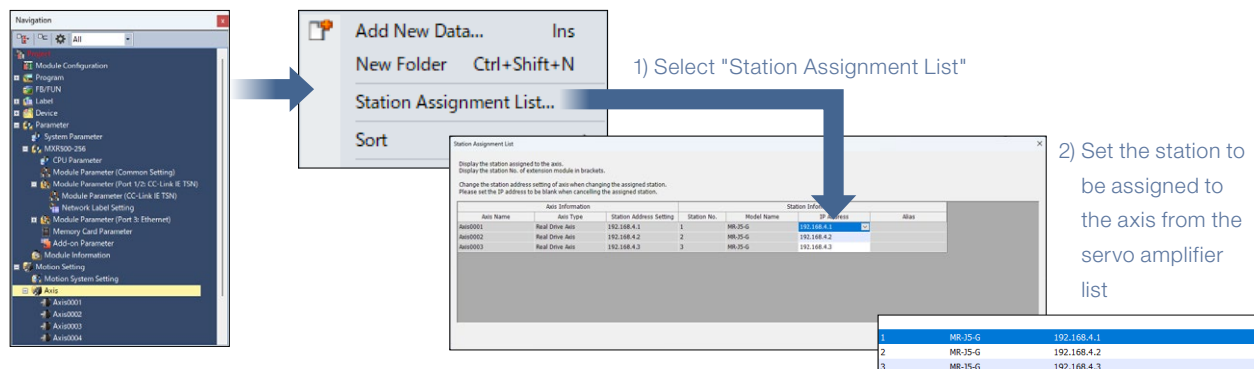 Navigation
All
Project
Module Configuration
Program
FB/FUN
Label
Device
Parameter
System Parameter
MXR500-256
CPU Parameter
Module Parameter (Common Setting)
Module Parameter (Port 1/2: CC-Link IE TSN)
Module Parameter (CC-Link IE TSN)
Network Label Setting
Module Parameter (Port 3: Ethernet)
Memory Card Parameter
Add-on Parameter
Module Information
Motion Setting
Motion System Setting
Axis
Axis0001
Axis0002
Axis0003
Axis0004
Add New Data... Ins
New Folder Ctrl+Shift+N
Station Assignment List...
Sort
1) Select "Station Assignment List"
Station Assignment List
Display the station assigned to the axis.
Display the station No. of extension module in brackets.
Change the station address setting of axis when changing the assigned station.
Please set the IP address to be blank when cancelling the assigned station.
Axis Information Station Information
Axis Name Axis Type Station Address Setting Station No. Model Name IP Address Alias
Axis0001 Real Drive Axis 192.168.4.1 1 MR-J5-G 192.168.4.1
Axis0002 Real Drive Axis 192.168.4.2 2 MR-J5-G 192.168.4.2
Axis0003 Real Drive Axis 192.168.4.3 3 MR-J5-G 192.168.4.3
2) Set the station to
be assigned to
the axis from the
servo amplifier
list
1 MR-J5-G 192.168.4.1
2 MR-J5-G 192.168.4.2
3 MR-J5-G 192.168.4.3